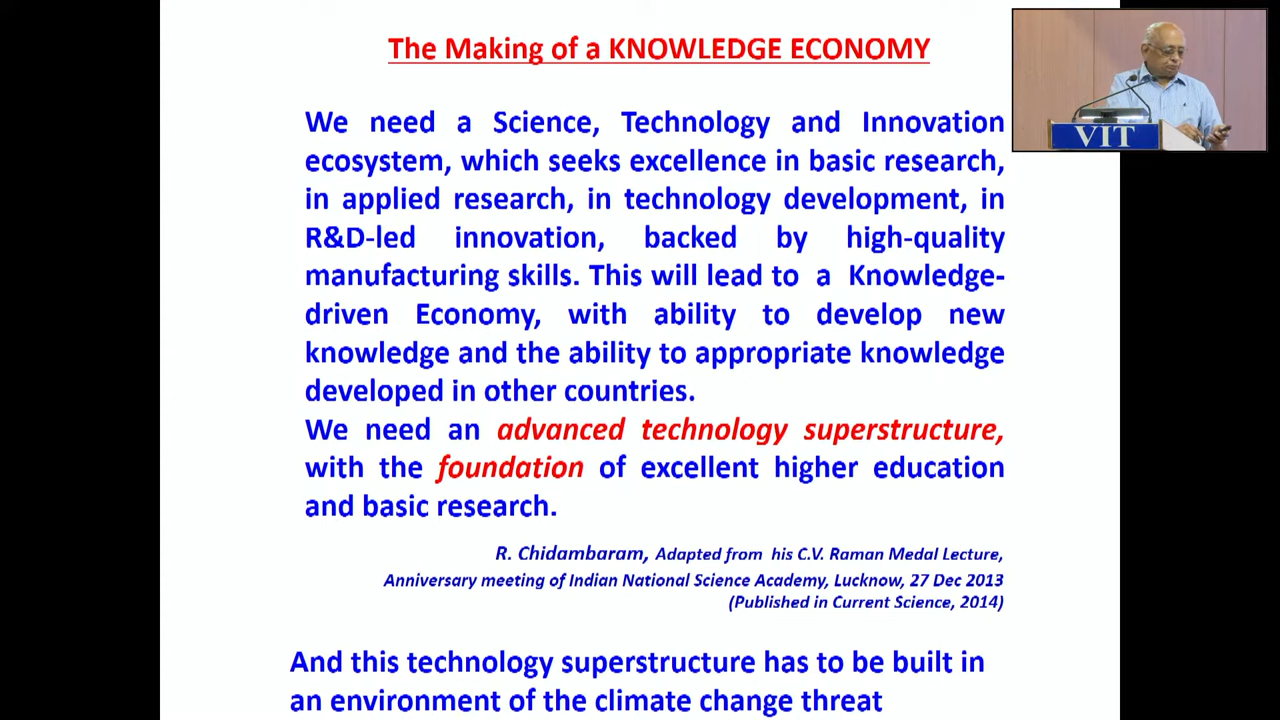 The Making of a KNOWLEDGE ECONOMY
We need a Science, Technology and Innovation
ecosystem, which seeks excellence in basic research,
in applied research, in technology development, in
R&D-led innovation, backed by high-quality
manufacturing skills. This will lead to a Knowledge-
driven Economy, with ability to develop new
knowledge and the ability to appropriate knowledge
developed in other countries.
We need an advanced technology superstructure,
with the foundation of excellent higher education
and basic research.
R. Chidambaram, Adapted from his C.V. Raman Medal Lecture,
Anniversary meeting of Indian National Science Academy, Lucknow, 27 Dec 2013
(Published in Current Science, 2014)
And this technology superstructure has to be built in
an environment of the climate change threat
VIT